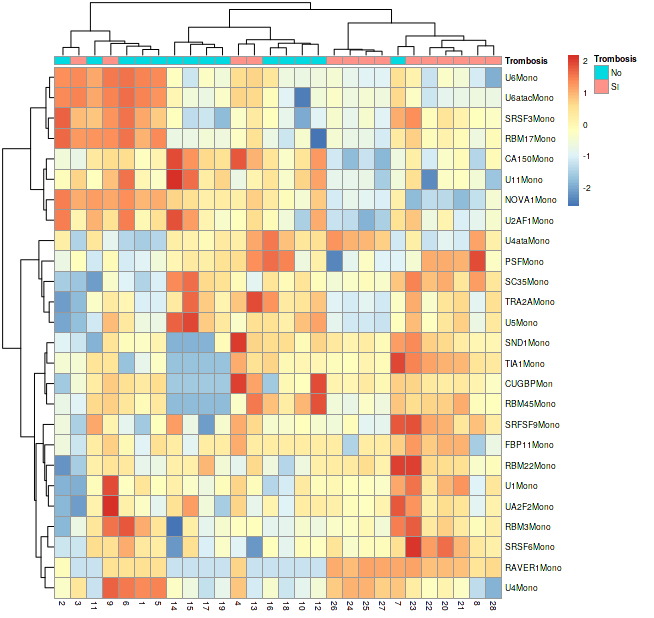 Trombosis
U6Mono
U6atacMono
SRSF3Mono
RBM17Mono
CA150Mono
U11Mono
NOVA1Mono
U2AF1Mono
U4ataMono
PSFMono
SC35Mono
TRA2AMono
U5Mono
SND1Mono
TIA1Mono
CUGBPMon
RBM45Mono
SRFSF9Mono
FBP11Mono
RBM22Mono
U1Mono
UA2F2Mono
RBM3Mono
SRSF6Mono
RAVER1Mono
U4Mono
2 3 11 9 6 1 5 14 15 17 19 4 13 16 18 10 12 26 24 25 27 7 23 22 20 21 8 28
2
1
0
-1
-2
Trombosis
No
SI